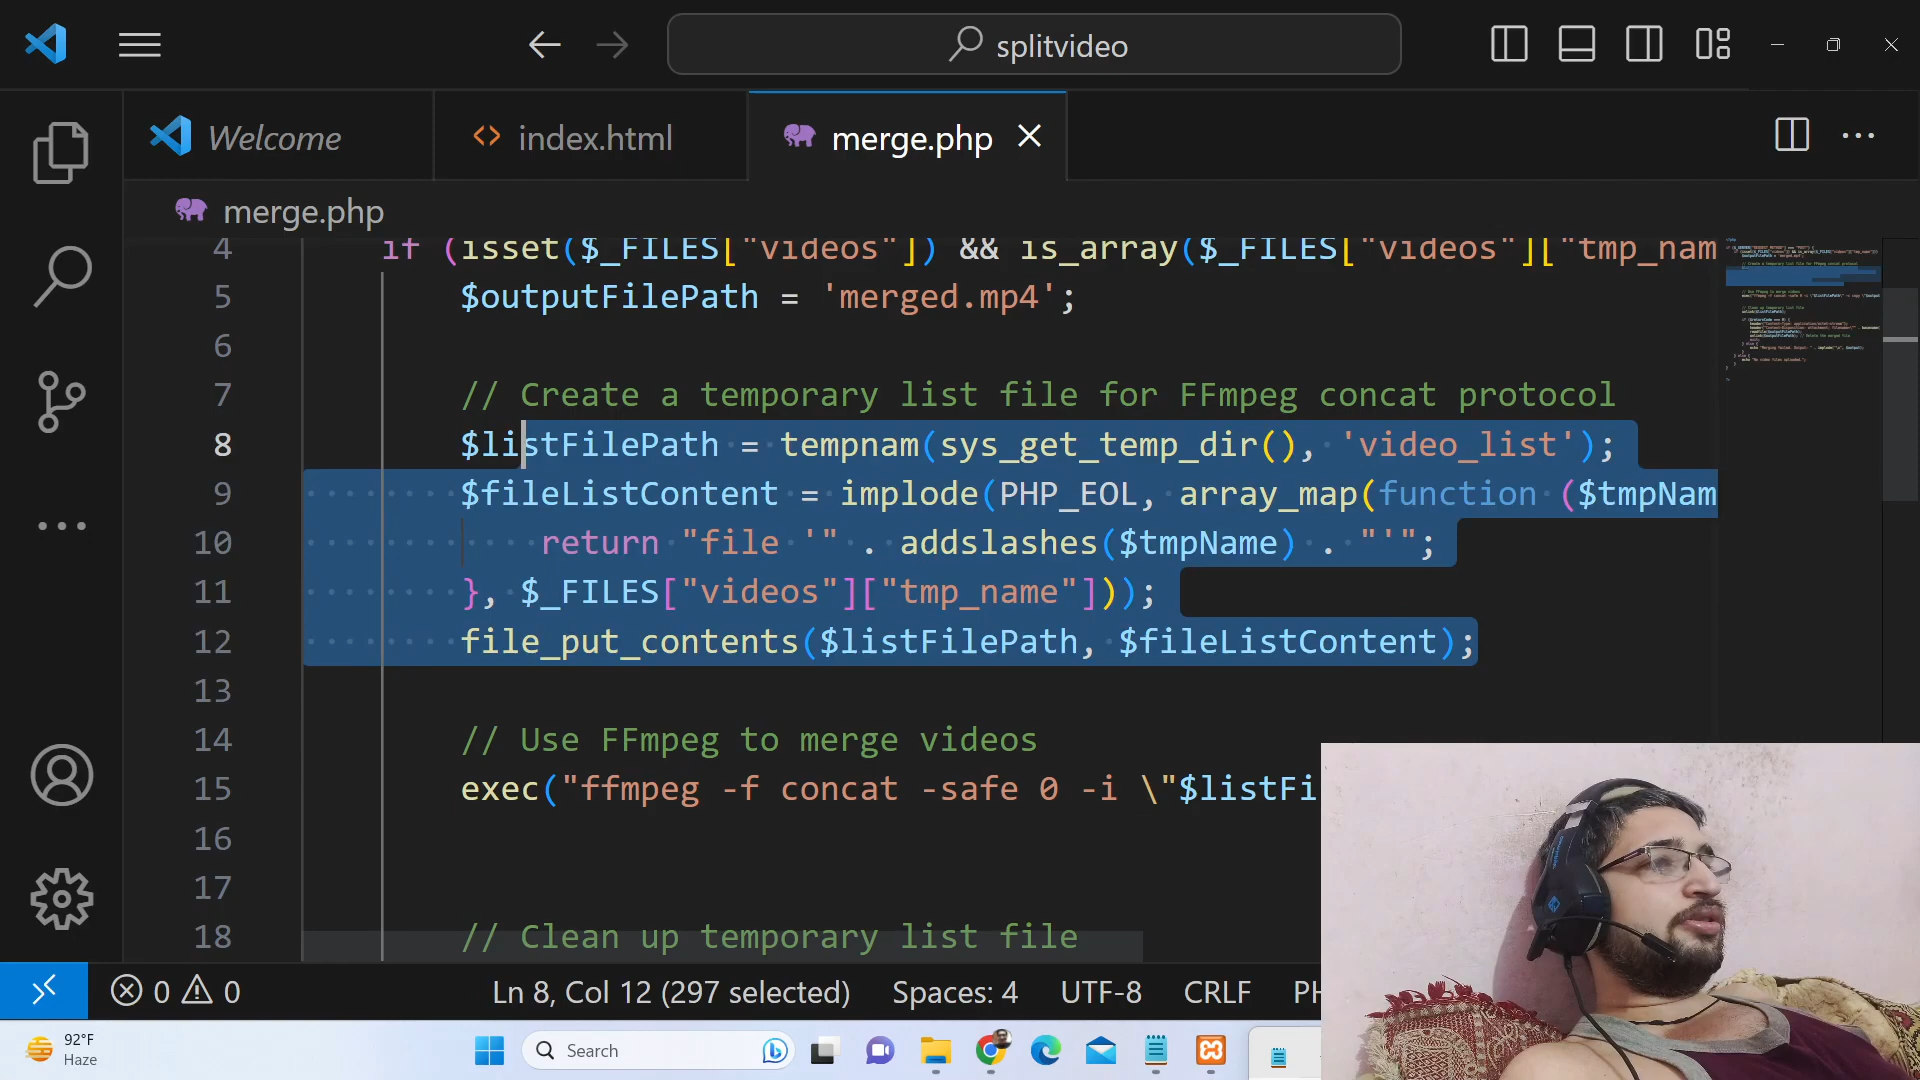 splitvideo
Welcome
index.html
merge.php
merge.php
4 if (isset($_FILES["videos"]) && is_array($_FILES["videos"]["tmp_nam
5 $outputFilePath = 'merged.mp4';
6
7 // Create a temporary list file for FFmpeg concat protocol
8 $listFilePath = tempnam(sys_get_temp_dir(), 'video_list');
9 $fileListContent = implode(PHP_EOL, array_map(function ($tmpNam
10 return "file '" . addslashes($tmpName) . "'";
11 }, $_FILES["videos"]["tmp_name"]));
12 file_put_contents($listFilePath, $fileListContent);
13
14 // Use FFmpeg to merge videos
15 exec("ffmpeg -f concat -safe 0 -i \"$listFi
16
17
18 // Clean up temporary list file
0 0 Ln 8, Col 12 (297 selected) Spaces: 4 UTF-8 CRLF PH
92°F
Haze
Search